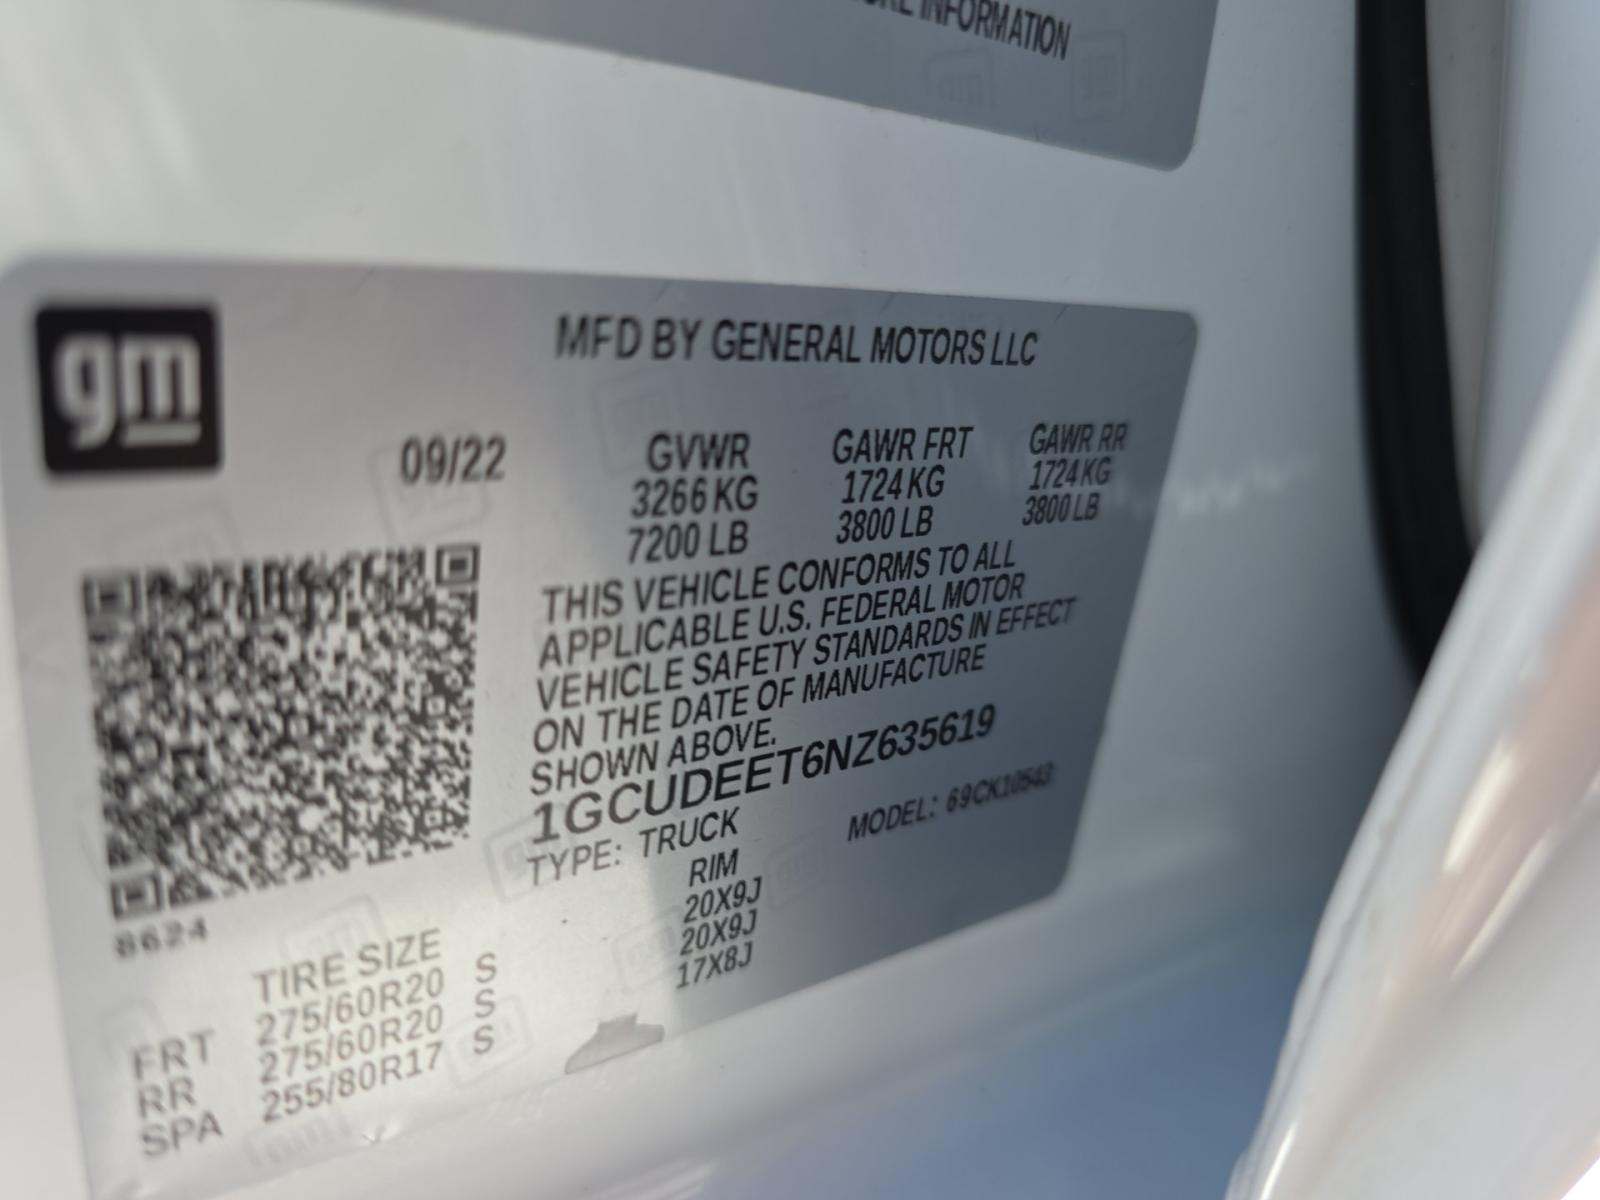 INFORMATION
gm
MFD BY GENERAL MOTORS LLC
09/22 GVWR GAWR FRT GAWR RR
3266 KG 1724 KG 1724 KG
7200 LB 3800 LB 3800 LB
THIS VEHICLE CONFORMS TO ALL
APPLICABLE U.S. FEDERAL MOTOR
VEHICLE SAFETY STANDARDS IN EFFECT
ON THE DATE OF MANUFACTURE
SHOWN ABOVE.
1GCUDEET6NZ635619
TYPE: TRUCK MODEL: 69CK10543
8624
TIRE SIZE RIM
FRT 275/60R20 S 20X9J
RR 275/60R20 S 20X9J
SPA 255/80R17 S 17X8J